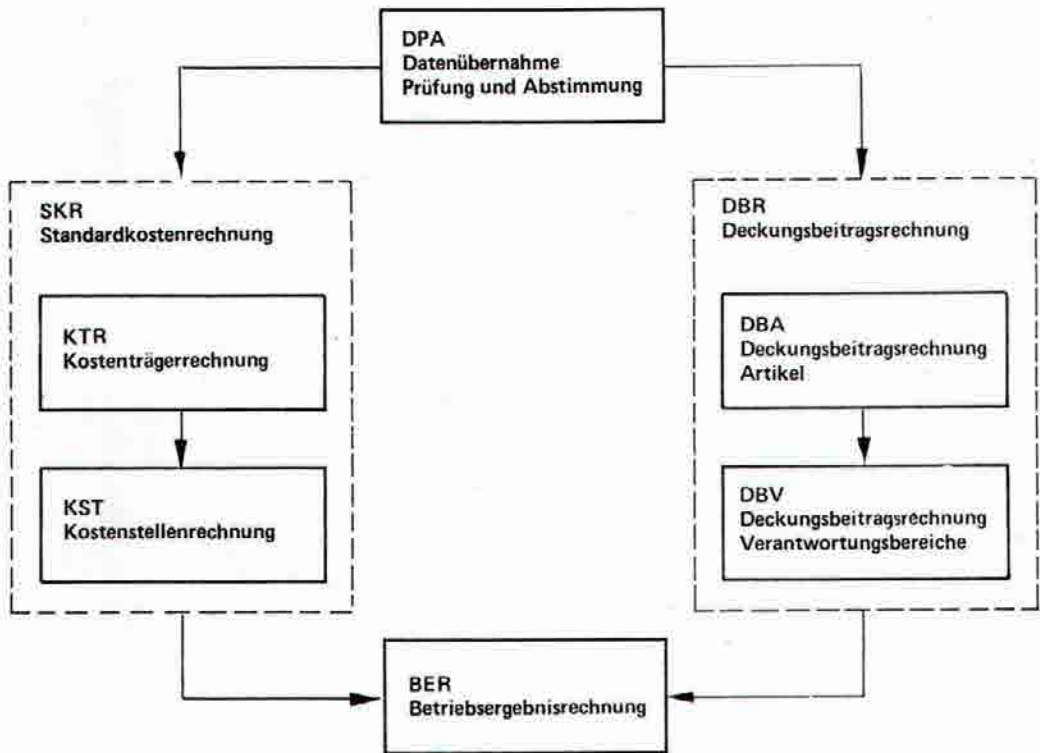 DPA
Datenübernahme
Prüfung und Abstimmung
SKR
Standardkostenrechnung
KTR
Kostenträgerrechnung
KST
Kostenstellenrechnung
DBR
Deckungsbeitragsrechnung
DBA
Deckungsbeitragsrechnung
Artikel
DBV
Deckungsbeitragsrechnung
Verantwortungsbereiche
BER
Betriebsergebnisrechnung